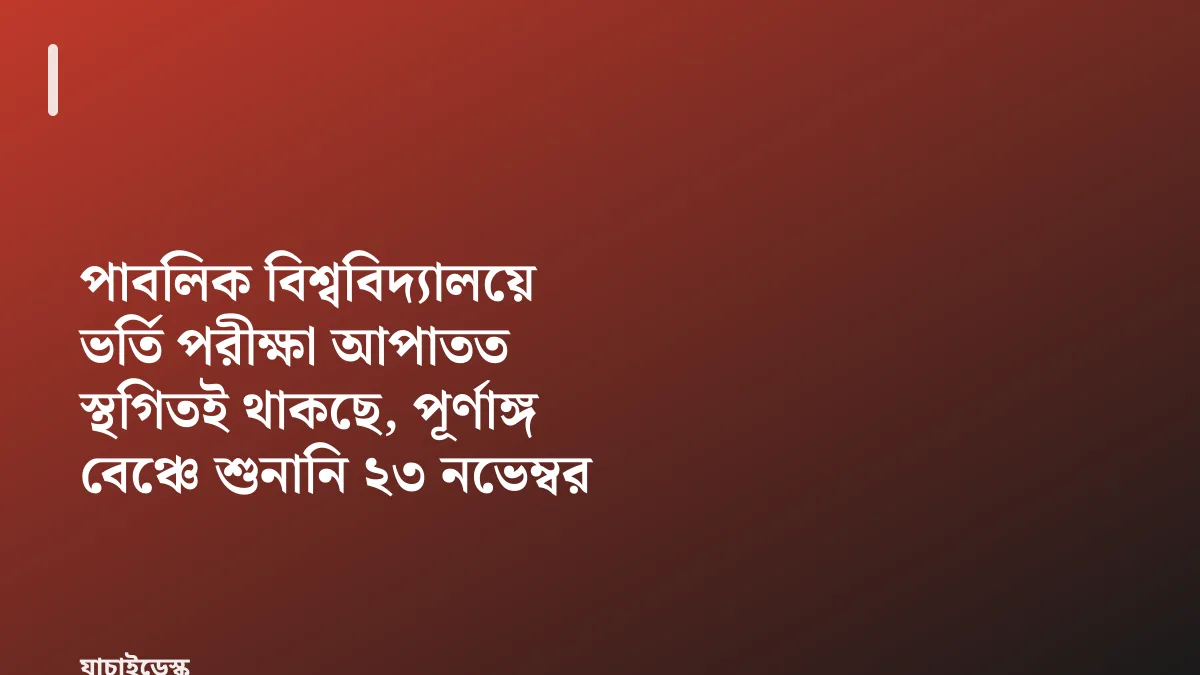 পাবলিক বিশ্ববিদ্যালয়ে
ভর্তি পরীক্ষা আপাতত
স্থগিতই থাকছে, পূর্ণাঙ্গ
বেঞ্চে শুনানি ২৩ নভেম্বর
যাচাইডেস্ক